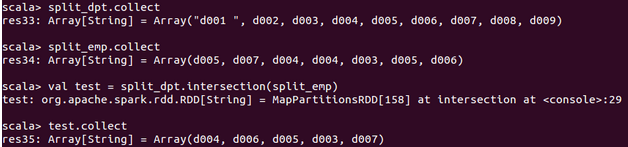 scala> split_dpt.collect
res33: Array[String] = Array("d001 ", d002, d003, d004, d005, d006, d007, d008, d009)
scala> split_emp.collect
res34: Array[String] = Array(d005, d007, d004, d004, d003, d005, d006)
scala> val test = split_dpt.intersection(split_emp)
test: org.apache.spark.rdd.RDD[String] = MapPartitionsRDD[158] at intersection at <console>:29
scala> test.collect
res35: Array[String] = Array(d004, d006, d005, d003, d007)